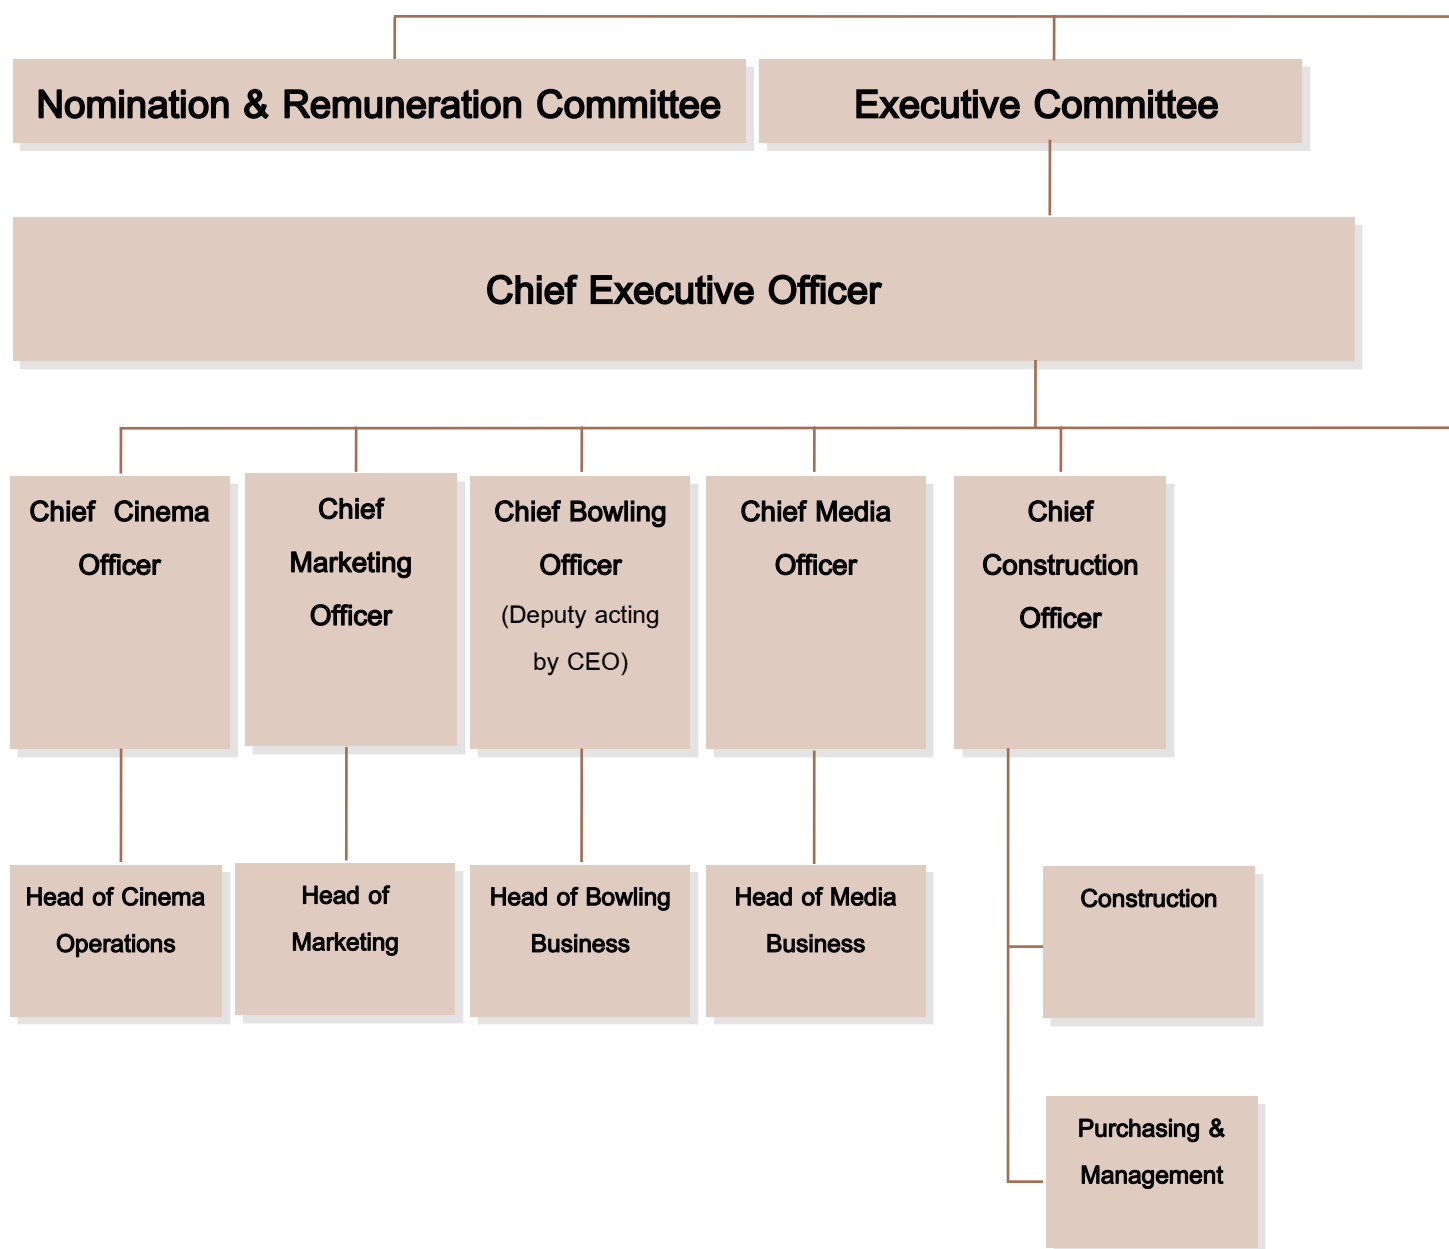 Nomination & Remuneration Committee
Executive Committee
Chief Executive Officer
Chief Cinema
Officer
Chief
Marketing
Officer
Chief Bowling
Officer
(Deputy acting
by CEO)
Chief Media
Officer
Chief
Construction
Officer
Head of Cinema
Operations
Head of
Marketing
Head of Bowling
Business
Head of Media
Business
Construction
Purchasing &
Management